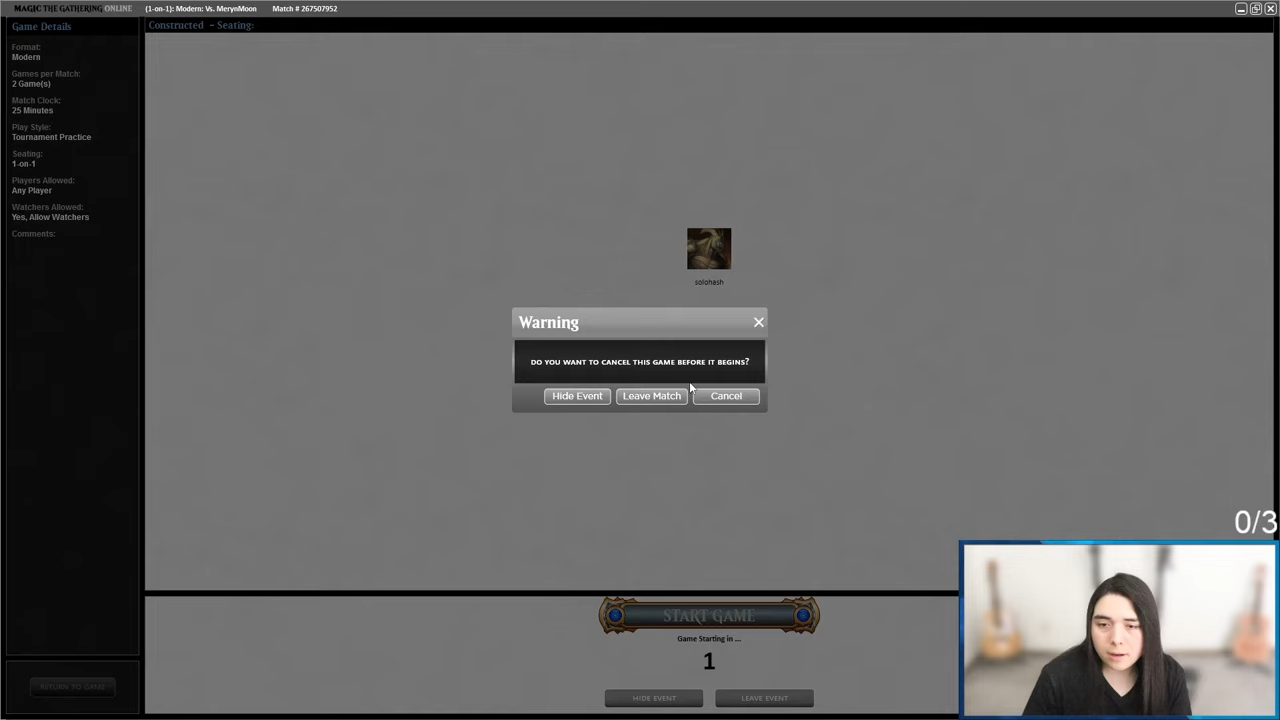 MAGIC THE GATHERING ONLINE (1-on-1): Modern: Vs. MerynMoon Match # 267507952
Game Details
Constructed - Seating:
Format:
Modern
Games per Match:
2 Game(s)
Match Clock:
25 Minutes
Play Style:
Tournament Practice
Seating:
1-on-1
Players Allowed:
Any Player
Watchers Allowed:
Yes, Allow Watchers
Comments:
solohash
Warning
DO YOU WANT TO CANCEL THIS GAME BEFORE IT BEGINS?
Hide Event Leave Match Cancel
0/3
START GAME
Game Starting in ...
1
RETURN TO GAME
HIDE EVENT LEAVE EVENT